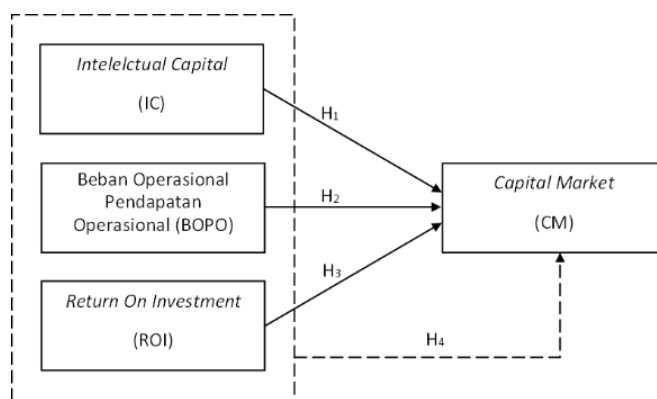 Intelelctual Capital
(IC)
H₁
Beban Operasional
Pendapatan
Operasional (BOPO)
H₂
Capital Market
(CM)
H₃
Return On Investment
(ROI)
H₄